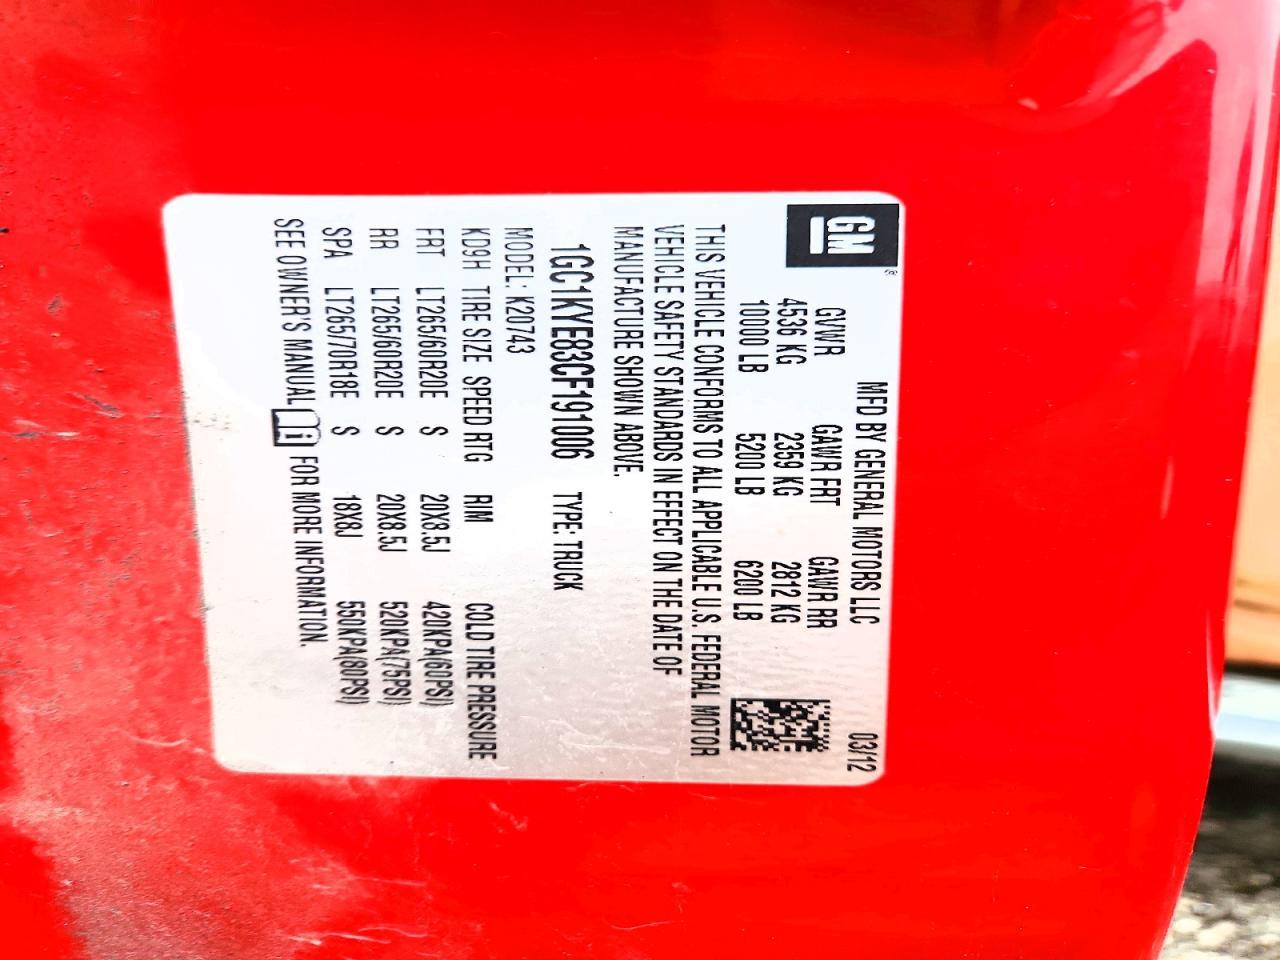 GM®
MFD BY GENERAL MOTORS LLC 03/12
GVWR GAWR FRT GAWR RR
4536 KG 2359 KG 2812 KG
10000 LB 5200 LB 6200 LB
THIS VEHICLE CONFORMS TO ALL APPLICABLE U.S. FEDERAL MOTOR
VEHICLE SAFETY STANDARDS IN EFFECT ON THE DATE OF
MANUFACTURE SHOWN ABOVE.
1GC1KYE83CF191006 TYPE: TRUCK
MODEL: K20743
KD9H TIRE SIZE SPEED RTG RIM COLD TIRE PRESSURE
FRT LT265/60R20E S 20X8.5J 420KPA(60PSI)
RR LT265/60R20E S 20X8.5J 520KPA(75PSI)
SPA LT265/70R18E S 18X8J 550KPA(80PSI)
SEE OWNER'S MANUAL FOR MORE INFORMATION.